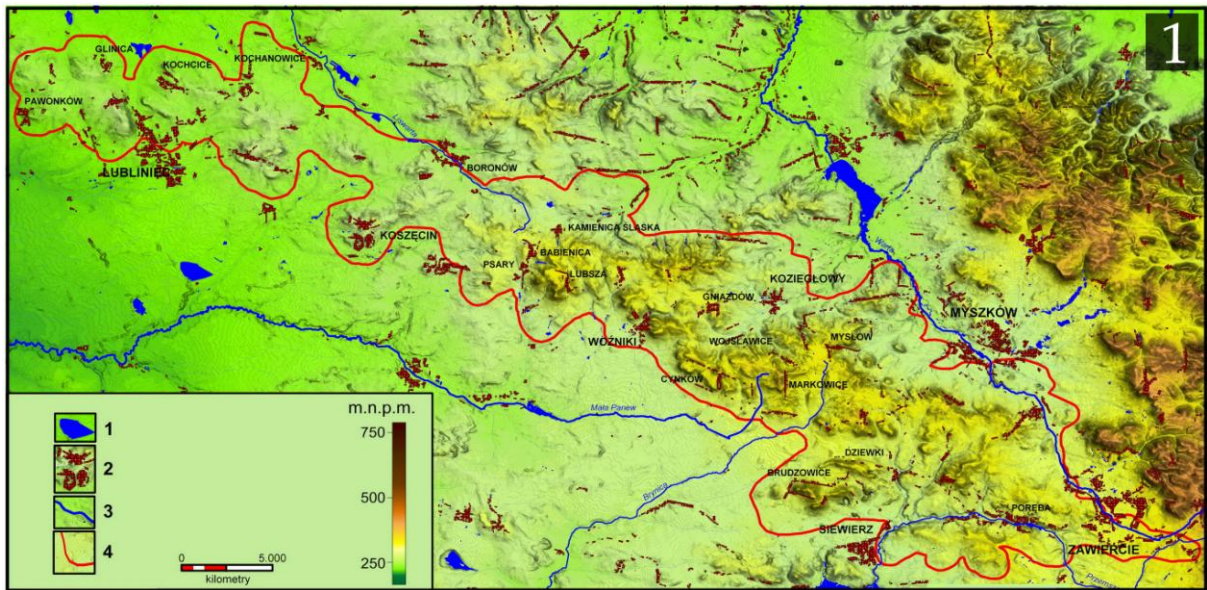 1
GLINICA
KOCHCICE
KOCHANOWICE
PAWONKÓW
LUBLINIEC
Liswarta
BORONÓW
KOSZĘCIN
KAMIENICA ŚLĄSKA
PSARY
BABIENICA
LUBSZA
Warta
KOZIEGŁOWY
GNIAZDÓW
MYSZKÓW
WOŹNIKI
WOJSŁAWICE
MYSŁÓW
CYNKÓW
MARKOWICE
Mała Panew
Brynica
DZIEWKI
BRUDZOWICE
SIEWIERZ
PORĘBA
ZAWIERCIE
m.n.p.m.
1
2
3
4
750
500
250
0 5.000
kilometry